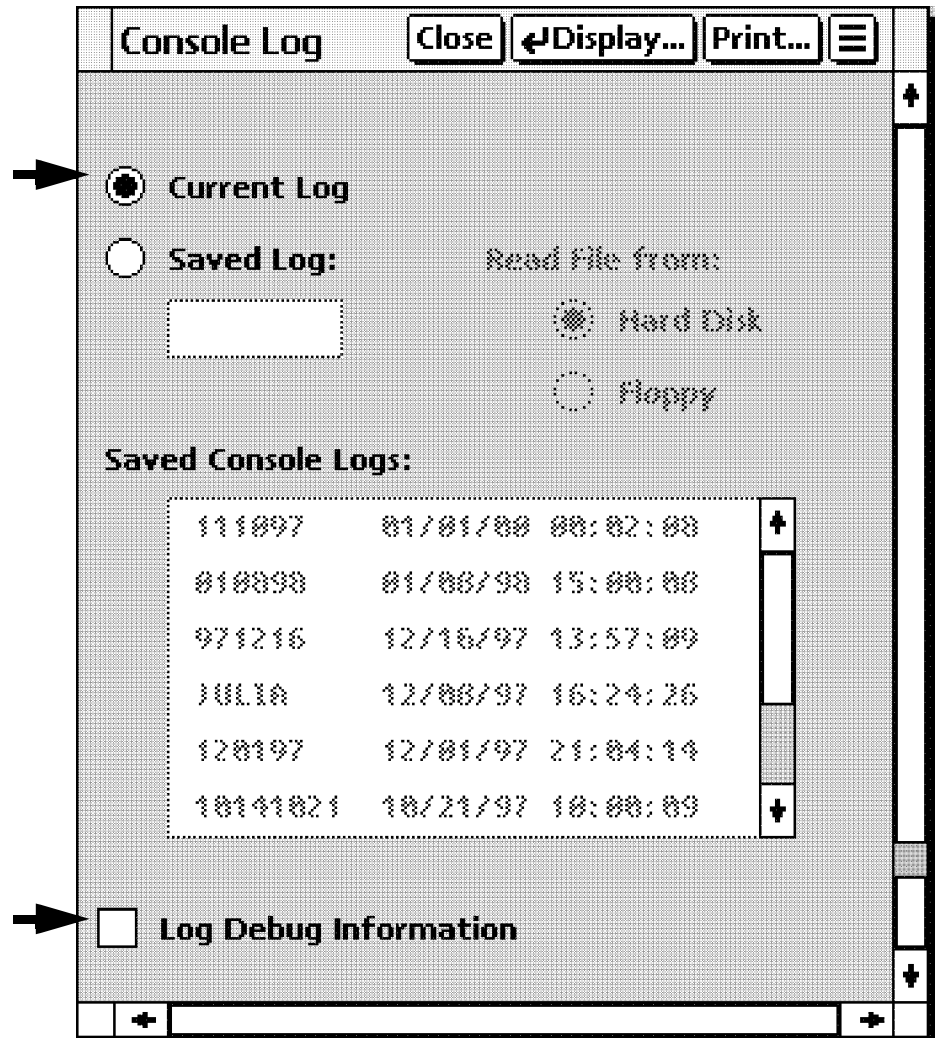 Console Log Close ↵Display... Print...
Current Log
Saved Log: Read File from:
Hard Disk
Floppy
Saved Console Logs:
111097 01/01/00 00:02:08
010898 01/08/98 15:00:06
971216 12/16/97 13:57:09
JULIA 12/08/97 16:24:26
120197 12/01/97 21:04:14
10141021 10/21/97 10:00:09
Log Debug Information